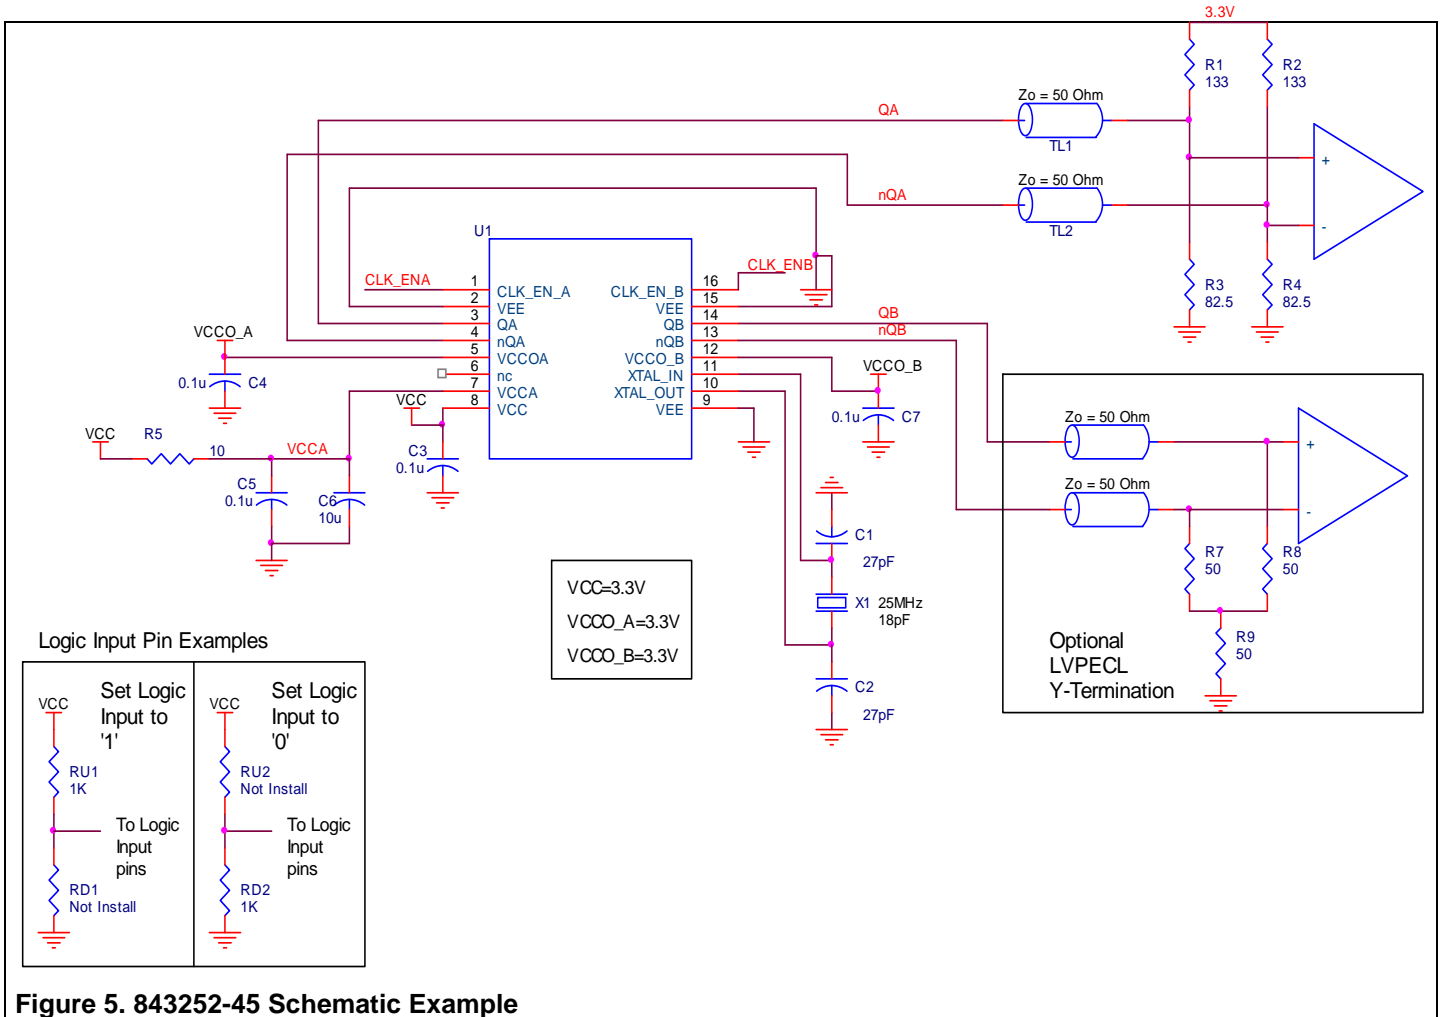 3.3V
R1
133
R2
133
Zo = 50 Ohm
QA
TL1
+
Zo = 50 Ohm
nQA
TL2
-
R3
82.5
R4
82.5
U1
CLK_ENA
CLK_ENB
1
CLK_EN_A
2
VEE
3
QA
4
nQA
5
VCCOA
6
nc
7
VCCA
8
VCC
16
CLK_EN_B
15
VEE
14
QB
13
nQB
12
VCCO_B
11
XTAL_IN
10
XTAL_OUT
9
VEE
QB
nQB
VCCO_A
0.1u
C4
VCC
R5
10
VCCA
C5
0.1u
C6
10u
VCC
C3
0.1u
VCCO_B
0.1u
C7
C1
27pF
X1
25MHz
18pF
C2
27pF
VCC=3.3V
VCCO_A=3.3V
VCCO_B=3.3V
Zo = 50 Ohm
+
Zo = 50 Ohm
-
R7
50
R8
50
R9
50
Optional
LVPECL
Y-Termination
Logic Input Pin Examples
VCC
Set Logic
Input to
'1'
RU1
1K
To Logic
Input
pins
RD1
Not Install
VCC
Set Logic
Input to
'0'
RU2
Not Install
To Logic
Input
pins
RD2
1K
Figure 5. 843252-45 Schematic Example